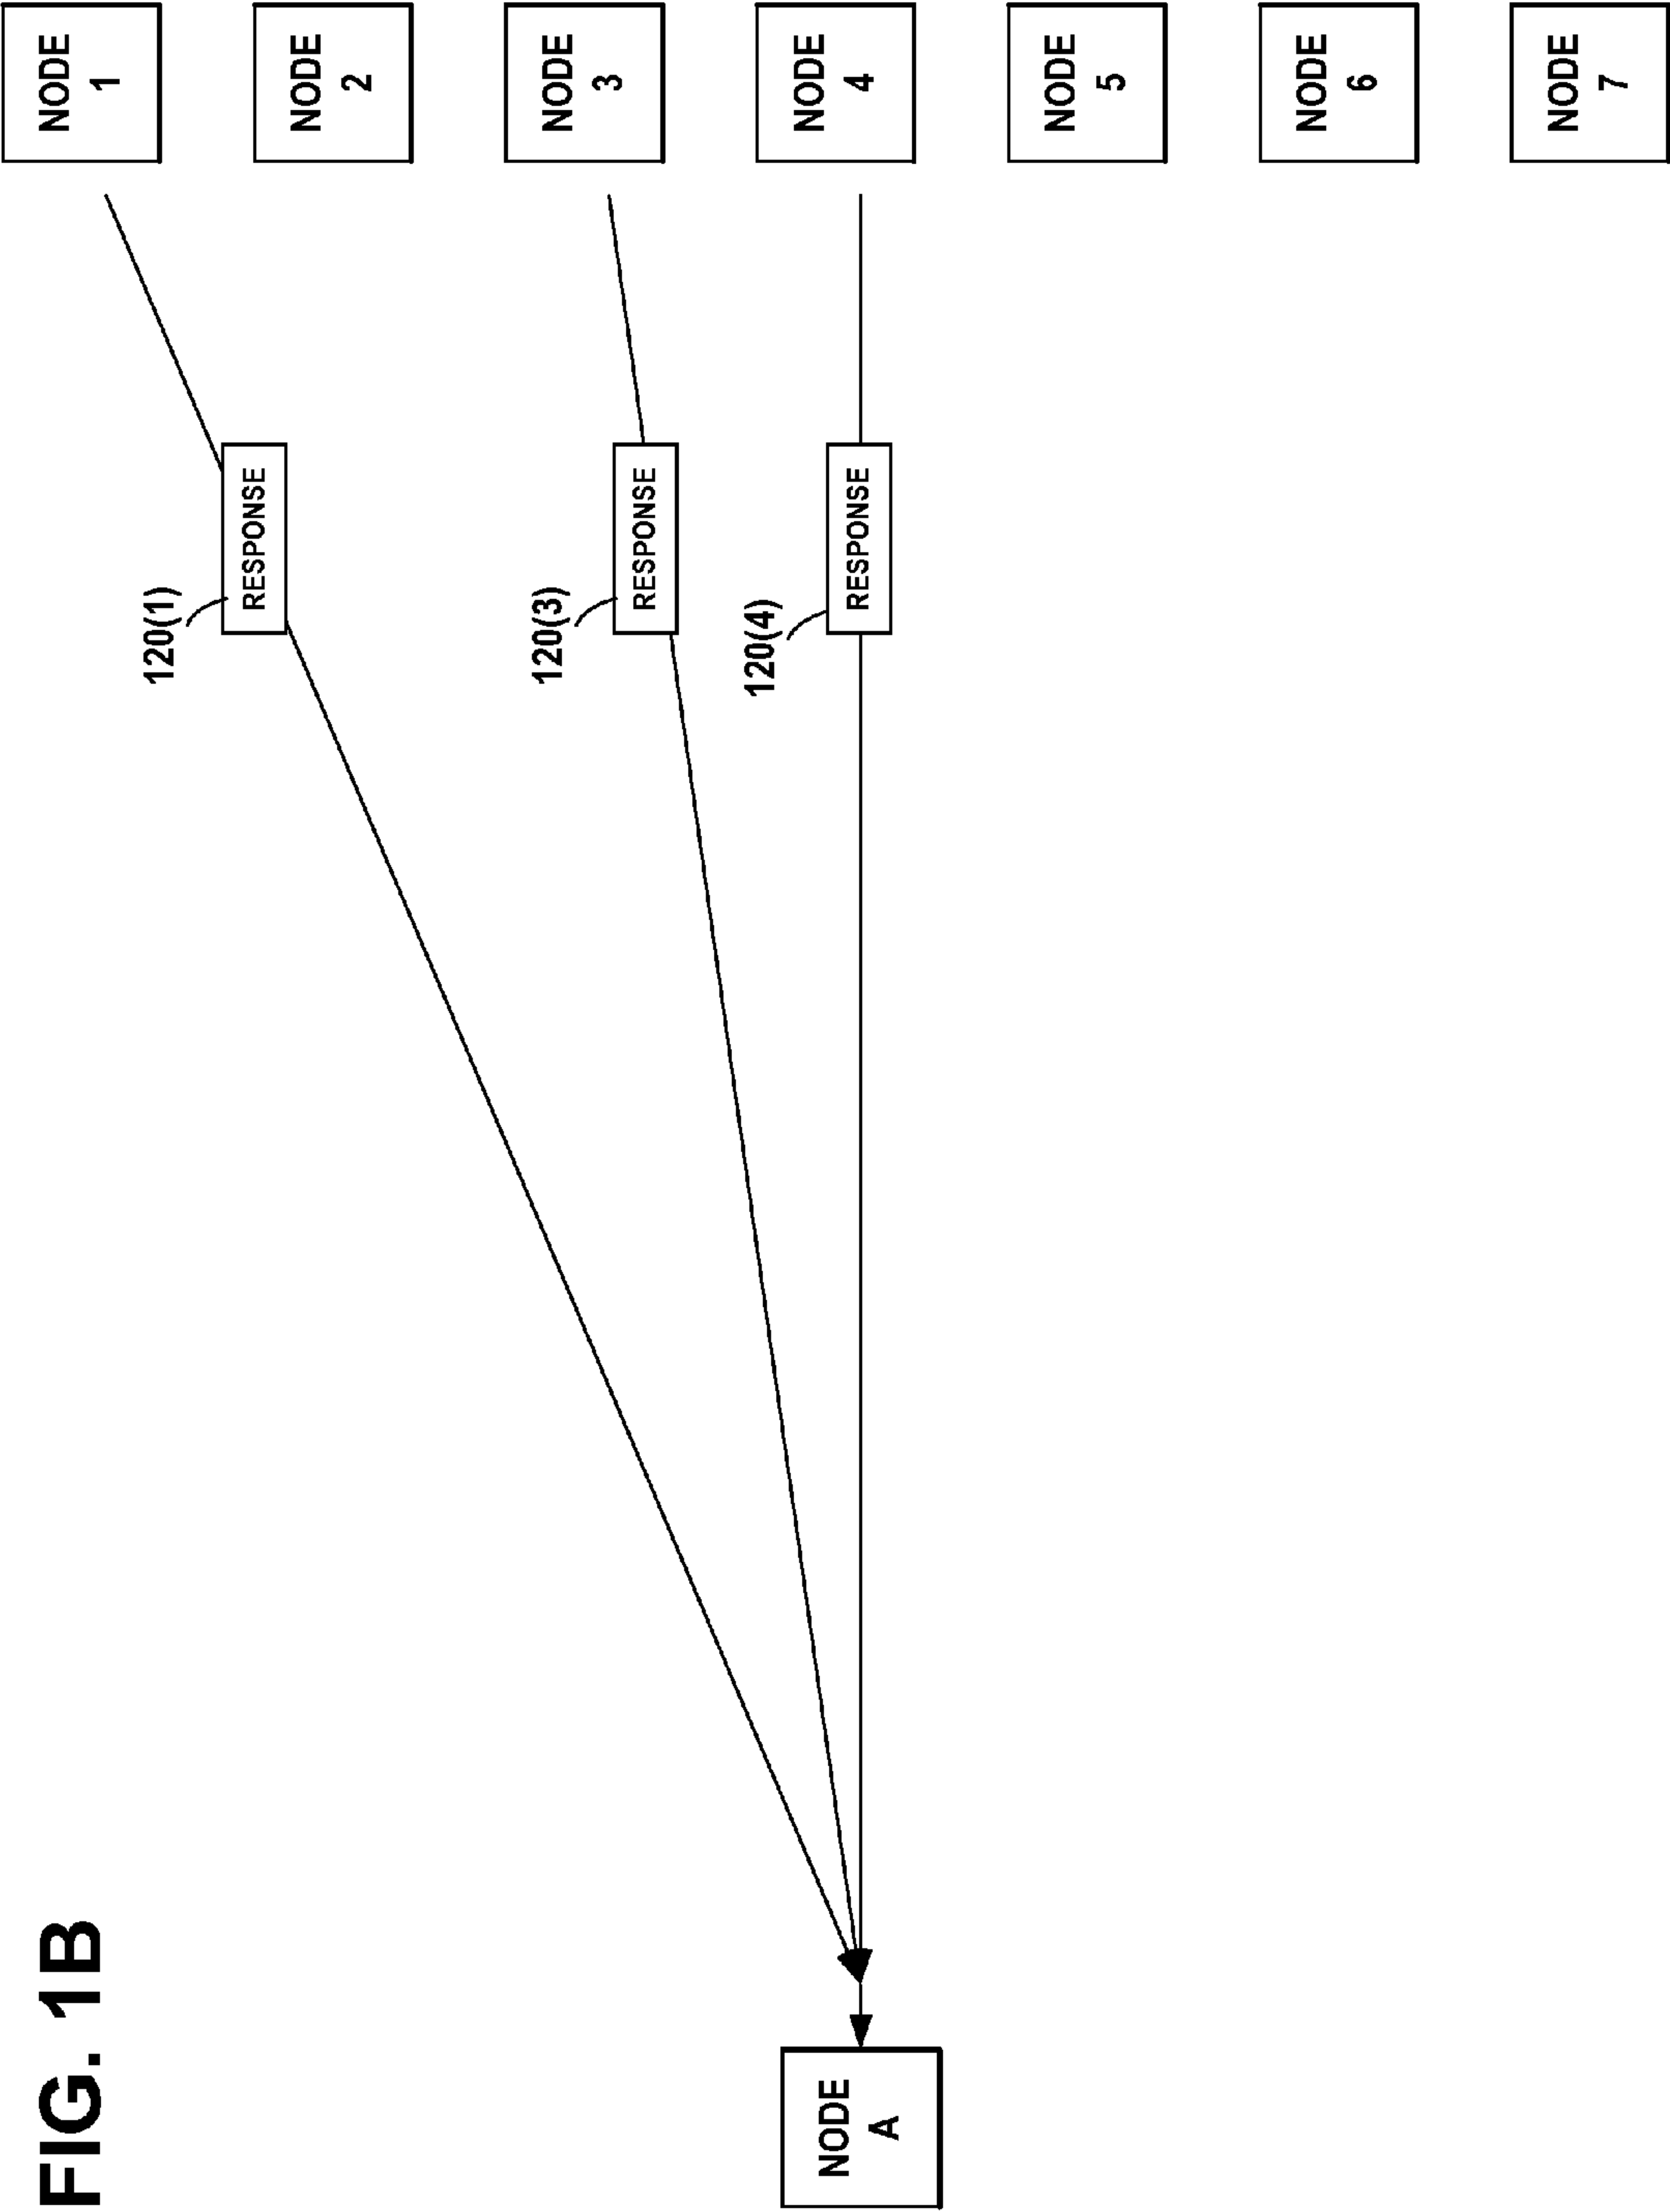 FIG. 1B
NODE
A
120(1)
RESPONSE
120(3)
RESPONSE
120(4)
RESPONSE
NODE
1
NODE
2
NODE
3
NODE
4
NODE
5
NODE
6
NODE
7